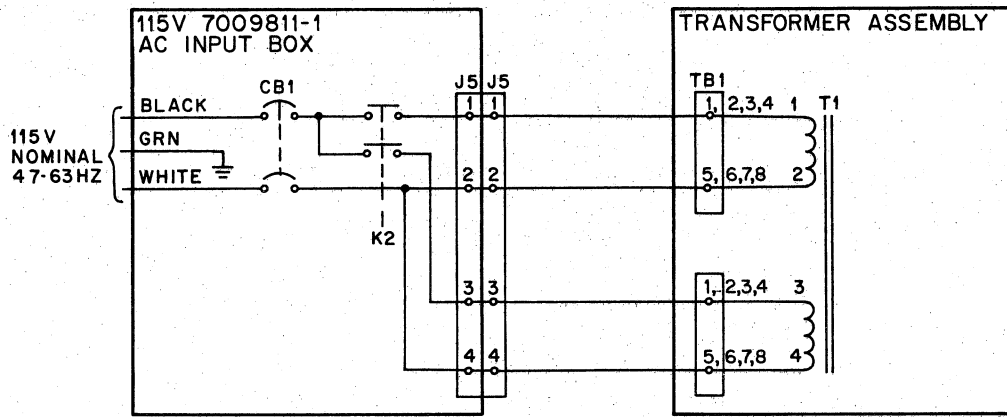 115V 7009811-1
AC INPUT BOX
TRANSFORMER ASSEMBLY
CB1
J5 J5
TB1
BLACK
1 1
1, 2,3,4 1 T1
115V
NOMINAL
47-63HZ
GRN
WHITE
2 2
5, 6,7,8 2
K2
3 3
1, 2,3,4 3
4 4
5, 6,7,8 4